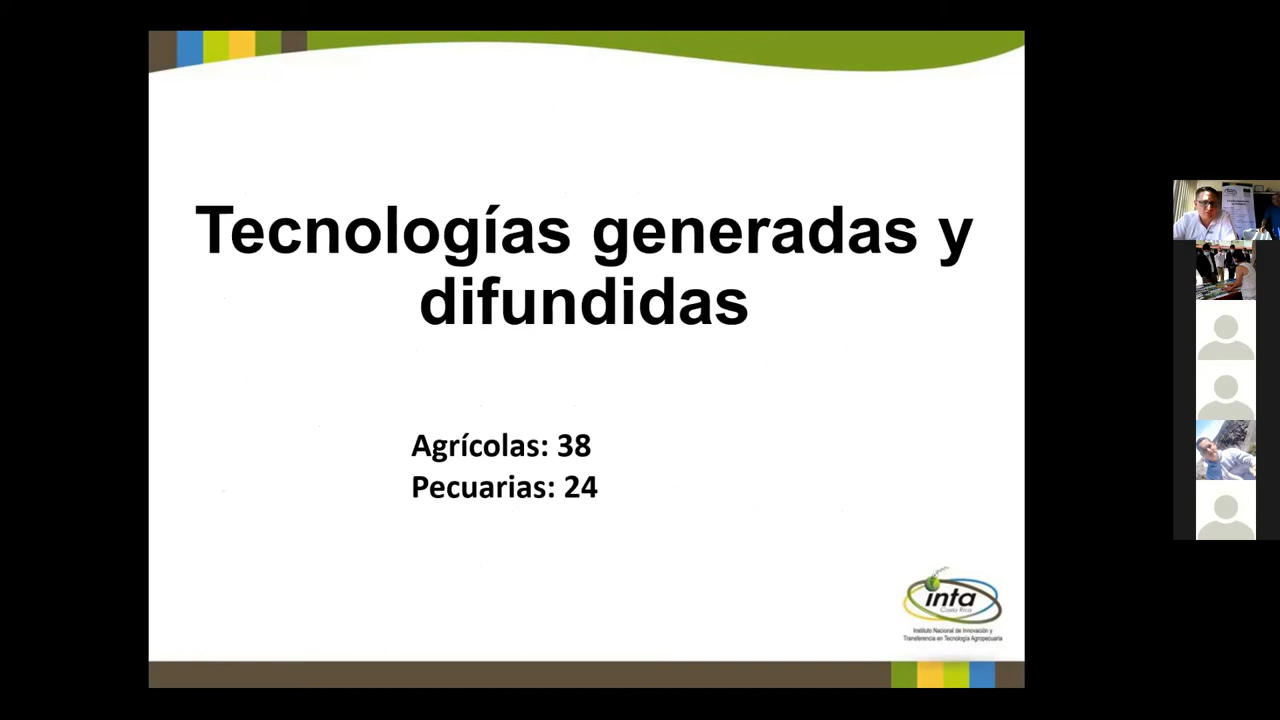 Tecnologías generadas y
difundidas
Agrícolas: 38
Pecuarias: 24
inta
Costa Rica
Instituto Nacional de Innovación y
Transferencia en Tecnología Agropecuaria